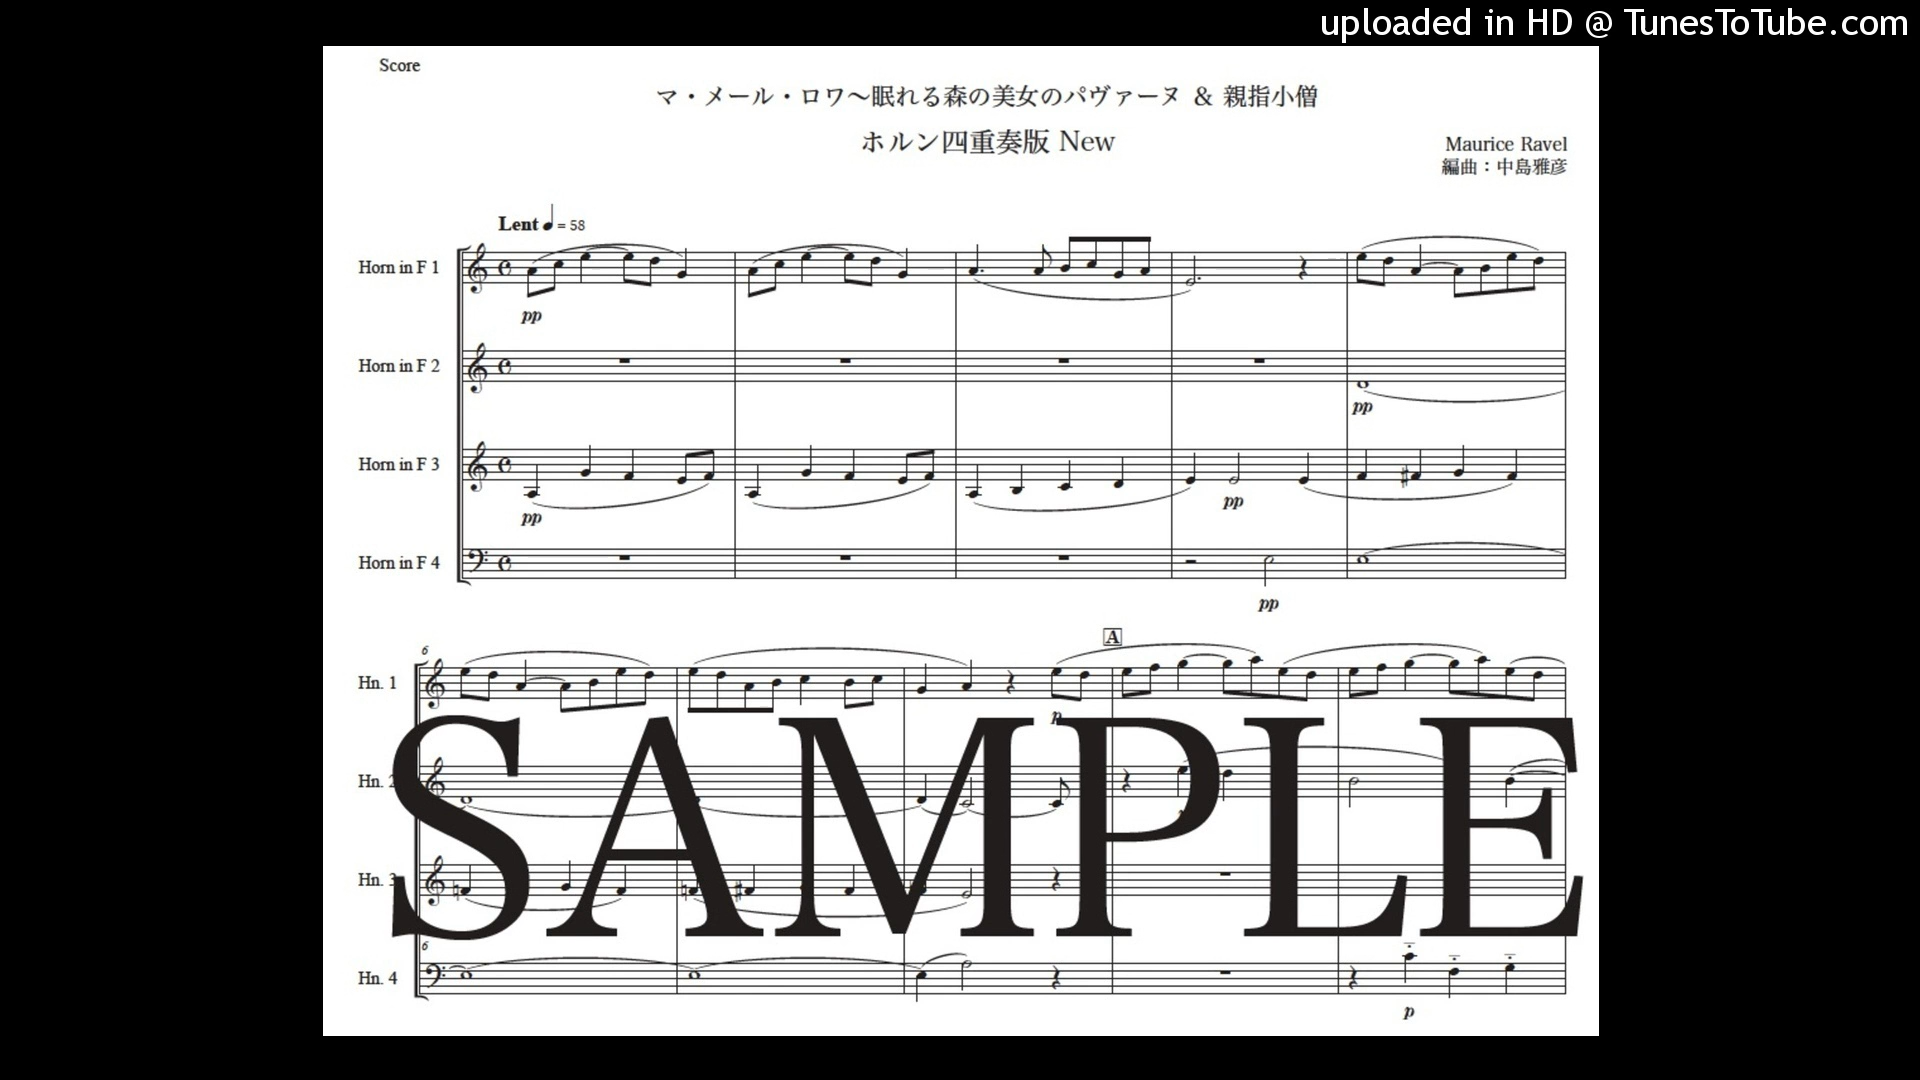 uploaded in HD @ TunesToTube.com
Score
マ・メール・ロワ～眠れる森の美女のパヴァーヌ ＆ 親指小僧
ホルン四重奏版 New
Maurice Ravel
編曲：中島雅彦
Lent ♩ = 58
Horn in F 1
pp
Horn in F 2
pp
Horn in F 3
pp
pp
Horn in F 4
pp
A
6
Hn. 1
p
SAMPLE
Hn. 2
Hn. 3
6
Hn. 4
p